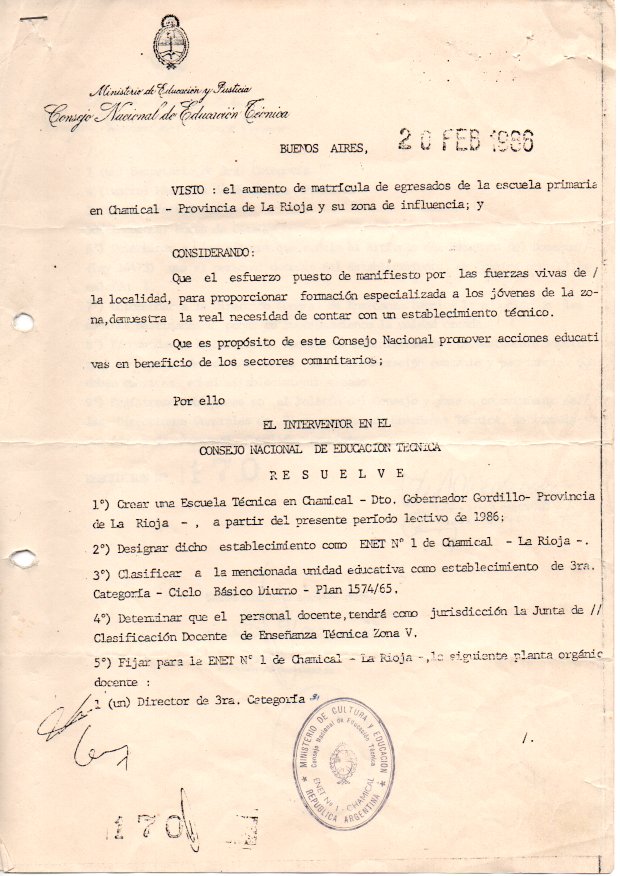 Ministerio de Educación y Justicia
Consejo Nacional de Educación Técnica
BUENOS AIRES, 20 FEB 1986
VISTO : el aumento de matrícula de egresados de la escuela primaria
en Chamical - Provincia de La Rioja y su zona de influencia; y
CONSIDERANDO:
Que el esfuerzo puesto de manifiesto por las fuerzas vivas de /
la localidad, para proporcionar formación especializada a los jóvenes de la zo-
na,demuestra la real necesidad de contar con un establecimiento técnico.
Que es propósito de este Consejo Nacional promover acciones educati
vas en beneficio de los sectores comunitarios;
Por ello
EL INTERVENTOR EN EL
CONSEJO NACIONAL DE EDUCACION TECNICA
R E S U E L V E
1°) Crear una Escuela Técnica en Chamical - Dto. Gobernador Gordillo- Provincia
de La Rioja - , a partir del presente período lectivo de 1986;
2°) Designar dicho establecimiento como ENET N° 1 de Chamical - La Rioja -.
3°) Clasificar a la mencionada unidad educativa como establecimiento de 3ra.
Categoría - Ciclo Básico Diurno - Plan 1574/65.
4°) Determinar que el personal docente,tendrá como jurisdicción la Junta de //
Clasificación Docente de Enseñanza Técnica Zona V.
5°) Fijar para la ENET N° 1 de Chamical - La Rioja -,la siguiente planta orgánic
docente :
1 (un) Director de 3ra. Categoría
MINISTERIO DE CULTURA Y EDUCACIÓN
Consejo Nacional de Educación Técnica
ENET Nº 1 - CHAMICAL
REPÚBLICA ARGENTINA
/.
170